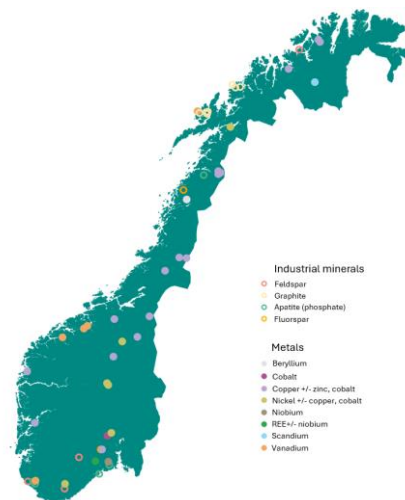 Industrial minerals
Feldspar
Graphite
Apatite (phosphate)
Fluorspar
Metals
Beryllium
Cobalt
Copper +/- zinc, cobalt
Nickel +/- copper, cobalt
Niobium
REE+/- niobium
Scandium
Vanadium